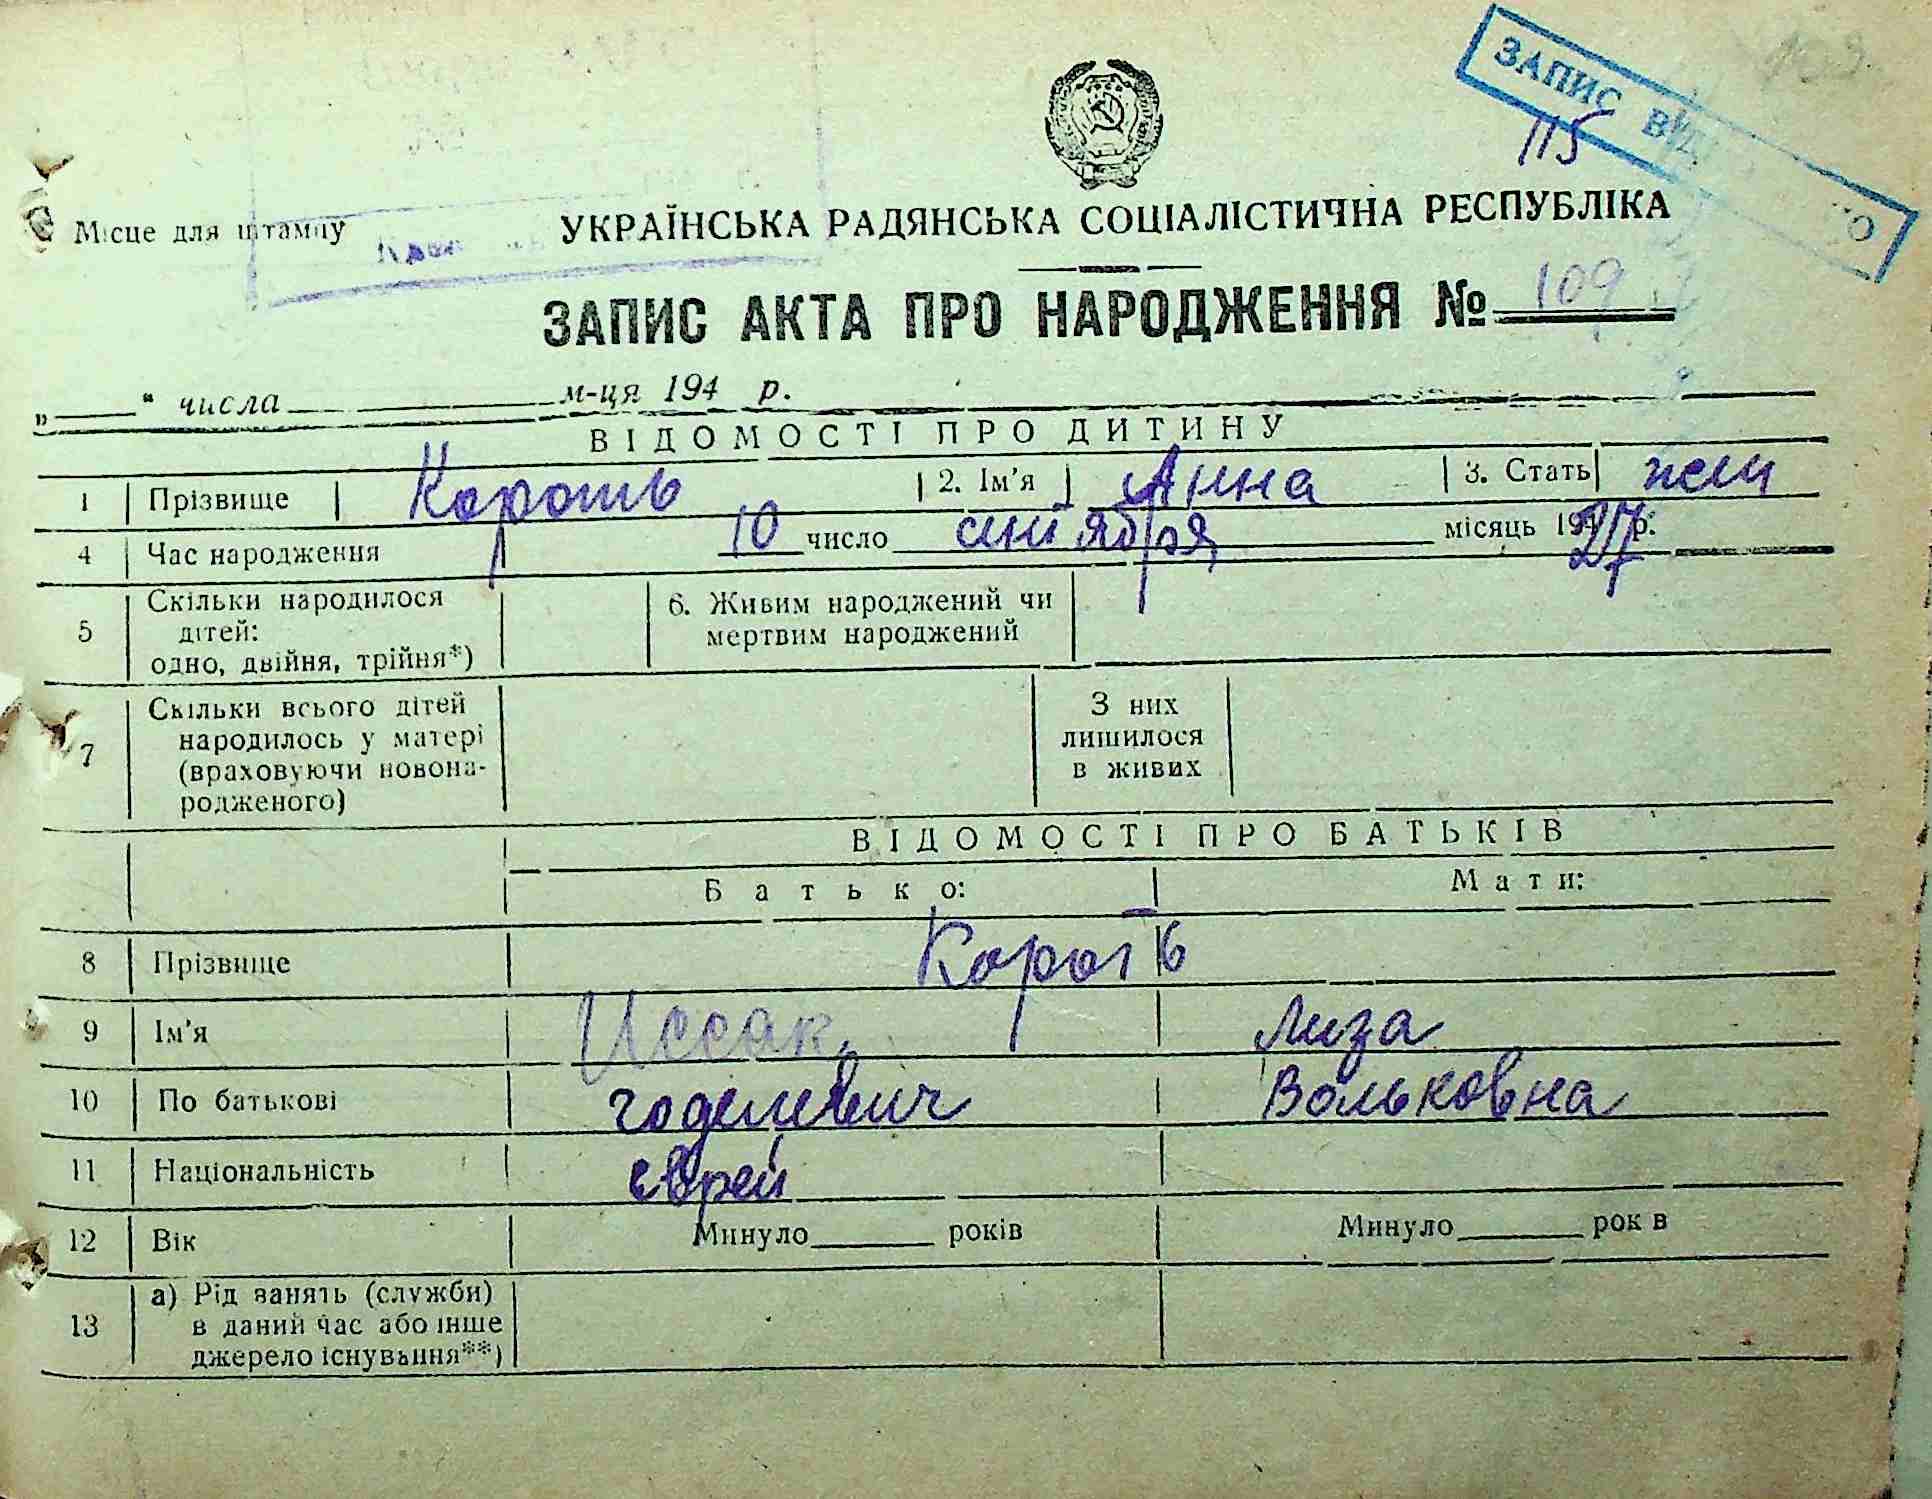 ЗАПИС
115
Місце для штампу
УКРАЇНСЬКА РАДЯНСЬКА СОЦІАЛІСТИЧНА РЕСПУБЛІКА
ЗАПИС АКТА ПРО НАРОДЖЕННЯ № 109
„ “ числа м-ця 194 р.
ВІДОМОСТІ ПРО ДИТИНУ
1 Прізвище Короть 2. Ім'я Анна 3. Стать жен
4 Час народження 10 число сентября місяць 1927 р.
5 Скільки народилося
дітей:
одно, двійня, трійня*)
6. Живим народжений чи
мертвим народжений
7 Скільки всього дітей
народилось у матері
(враховуючи новона-
родженого)
З них
лишилося
в живих
ВІДОМОСТІ ПРО БАТЬКІВ
Батько: Мати:
8 Прізвище Короть
9 Ім'я Иссак Лиза
10 По батькові Годелевич Вольковна
11 Національність еврей
12 Вік Минуло років Минуло рок в
13 а) Рід занять (служби)
в даний час або інше
джерело існування**)